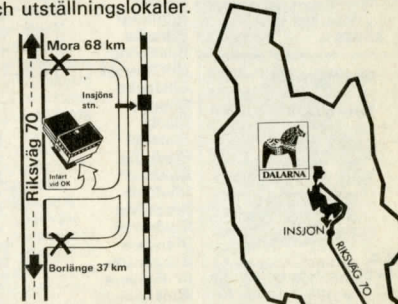 ch utställningslokaler.
Mora 68 km
Insjöns
stn.
Riksväg 70
Infart
vid OK
Borlänge 37 km
DALARNA
INSJÖN
RIKSVÄG 70